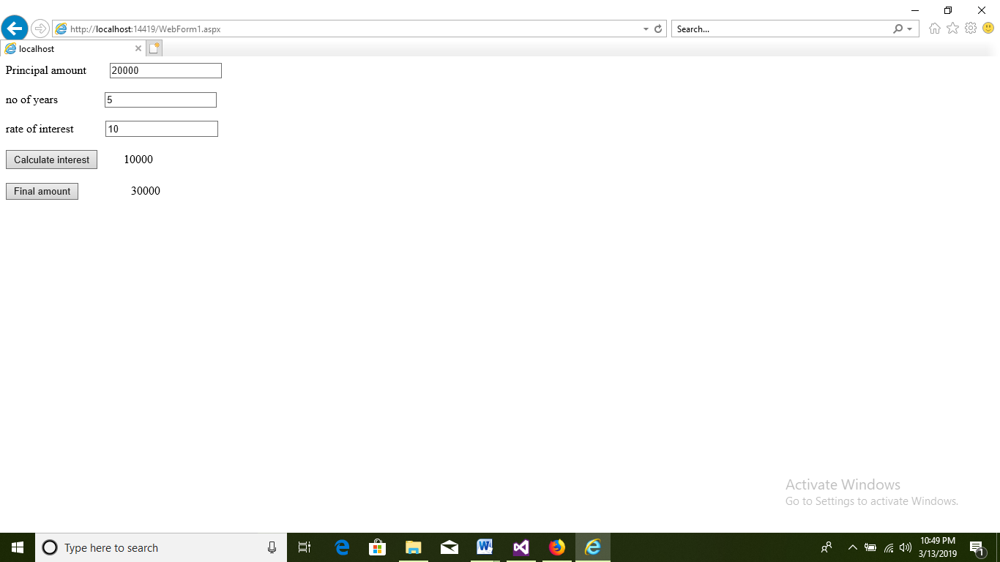 http://localhost:14419/WebForm1.aspx
Search...
localhost
Principal amount 20000
no of years 5
rate of interest 10
Calculate interest 10000
Final amount 30000
Activate Windows
Go to Settings to activate Windows.
Type here to search
10:49 PM
3/13/2019
1